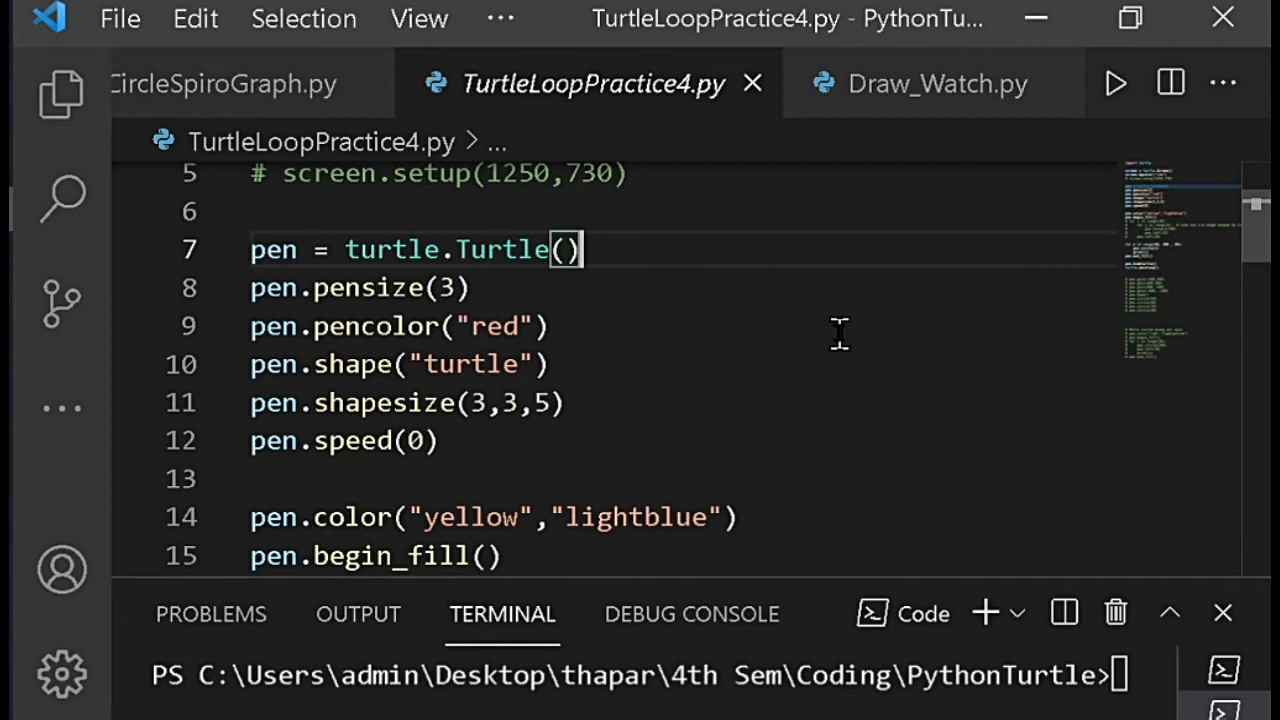 File Edit Selection View ··· TurtleLoopPractice4.py - PythonTu...
CircleSpiroGraph.py TurtleLoopPractice4.py Draw_Watch.py ···
TurtleLoopPractice4.py > ...
5 # screen.setup(1250,730)
6
7 pen = turtle.Turtle()
8 pen.pensize(3)
9 pen.pencolor("red")
10 pen.shape("turtle")
11 pen.shapesize(3,3,5)
12 pen.speed(0)
13
14 pen.color("yellow","lightblue")
15 pen.begin_fill()
PROBLEMS OUTPUT TERMINAL DEBUG CONSOLE Code
PS C:\Users\admin\Desktop\thapar\4th Sem\Coding\PythonTurtle>